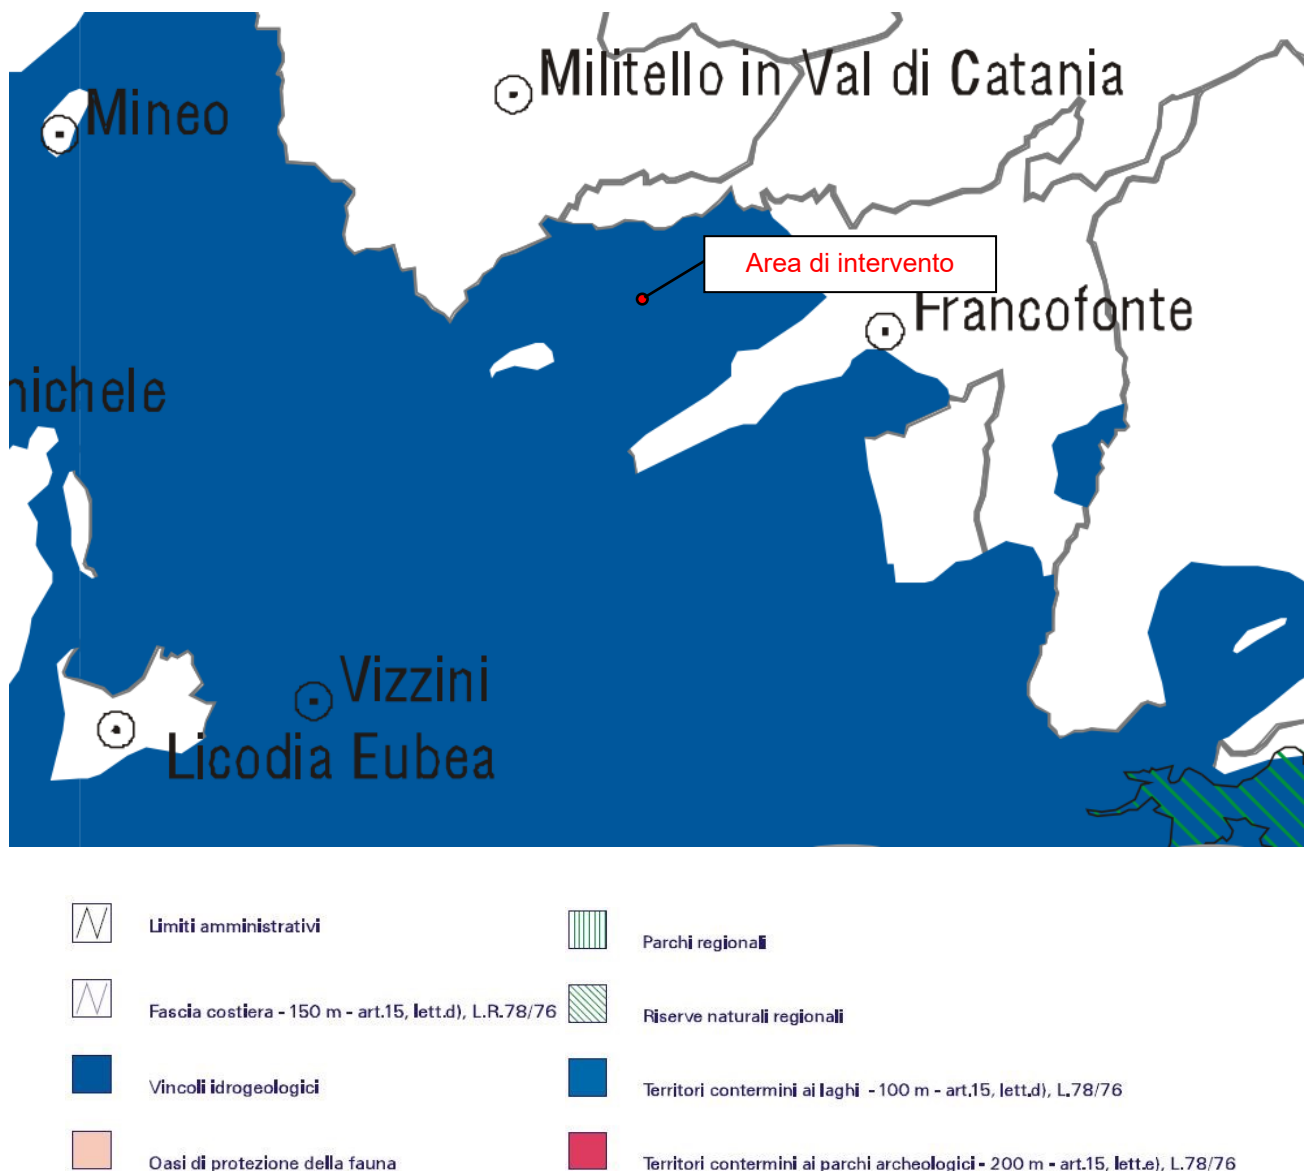 Militello in Val di Catania
Mineo
Area di intervento
Francofonte
nichele
Vizzini
Licodia Eubea
Limiti amministrativi
Fascia costiera - 150 m - art.15, lett.d), L.R.78/76
Vincoli idrogeologici
Oasi di protezione della fauna
Parchi regionali
Riserve naturali regionali
Territori contermini ai laghi - 100 m - art.15, lett.d), L.78/76
Territori contermini ai parchi archeologici - 200 m - art.15, lett.e), L.78/76